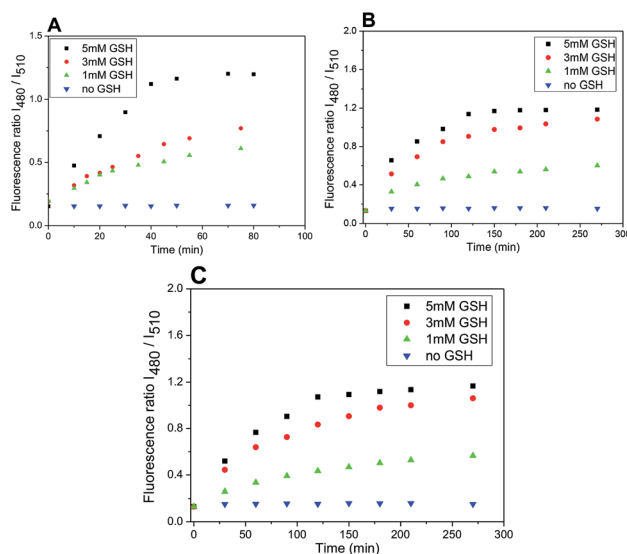 A
5mM GSH
3mM GSH
1mM GSH
no GSH
Fluorescence ratio I480 / I510
1.5
1.0
0.5
0.0
0 20 40 60 80 100
Time (min)
B
5mM GSH
3mM GSH
1mM GSH
no GSH
Fluorescence ratio I480 / I510
2.0
1.6
1.2
0.8
0.4
0.0
0 50 100 150 200 250 300
Time (min)
C
5mM GSH
3mM GSH
1mM GSH
no GSH
Fluorescence ratio I480 / I510
2.0
1.6
1.2
0.8
0.4
0.0
0 50 100 150 200 250 300
Time (min)